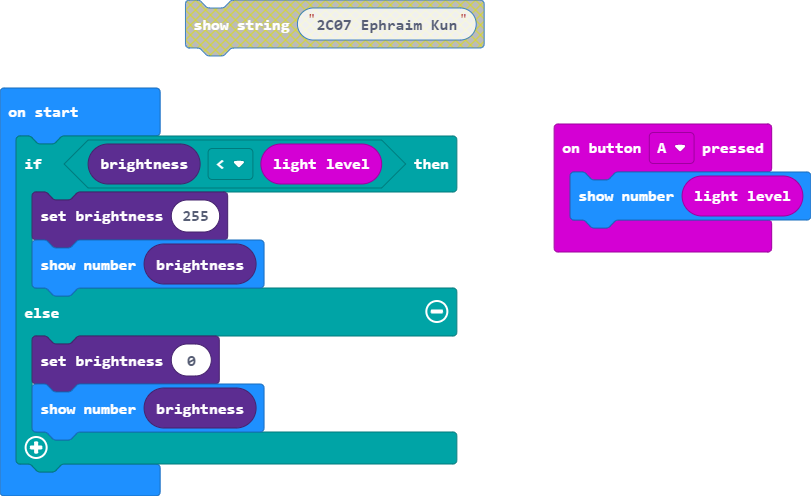 show string "2C07 Ephraim Kun"
on start
if brightness < light level then
set brightness 255
show number brightness
else
set brightness 0
show number brightness
on button A pressed
show number light level